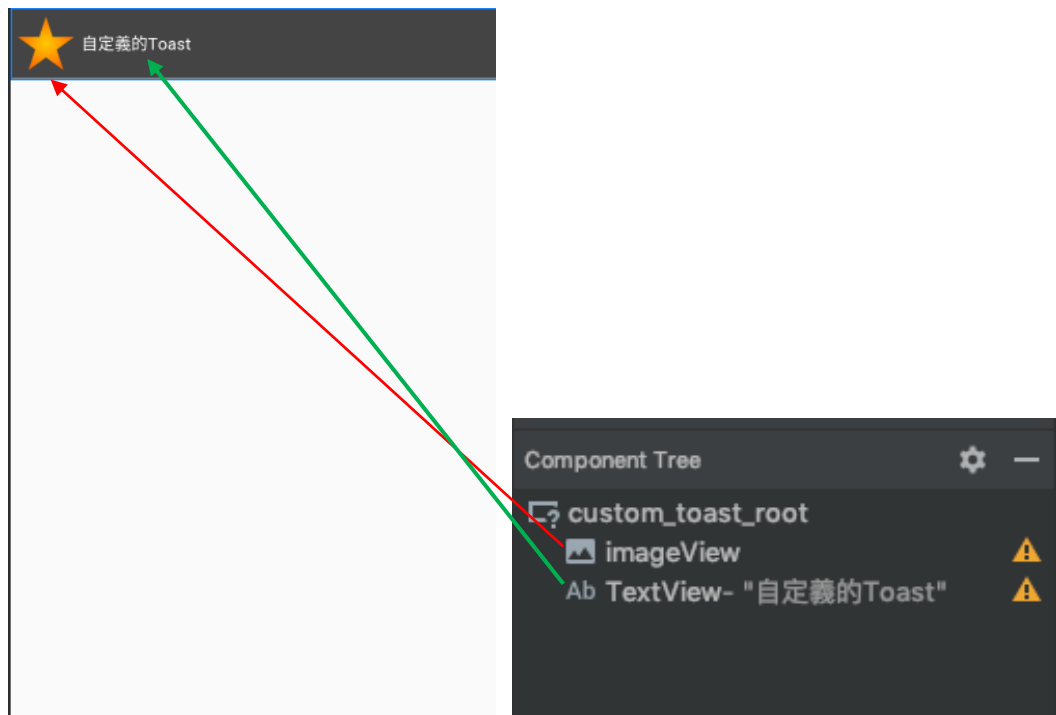 自定義的Toast
Component Tree
custom_toast_root
imageView
Ab TextView- "自定義的Toast"